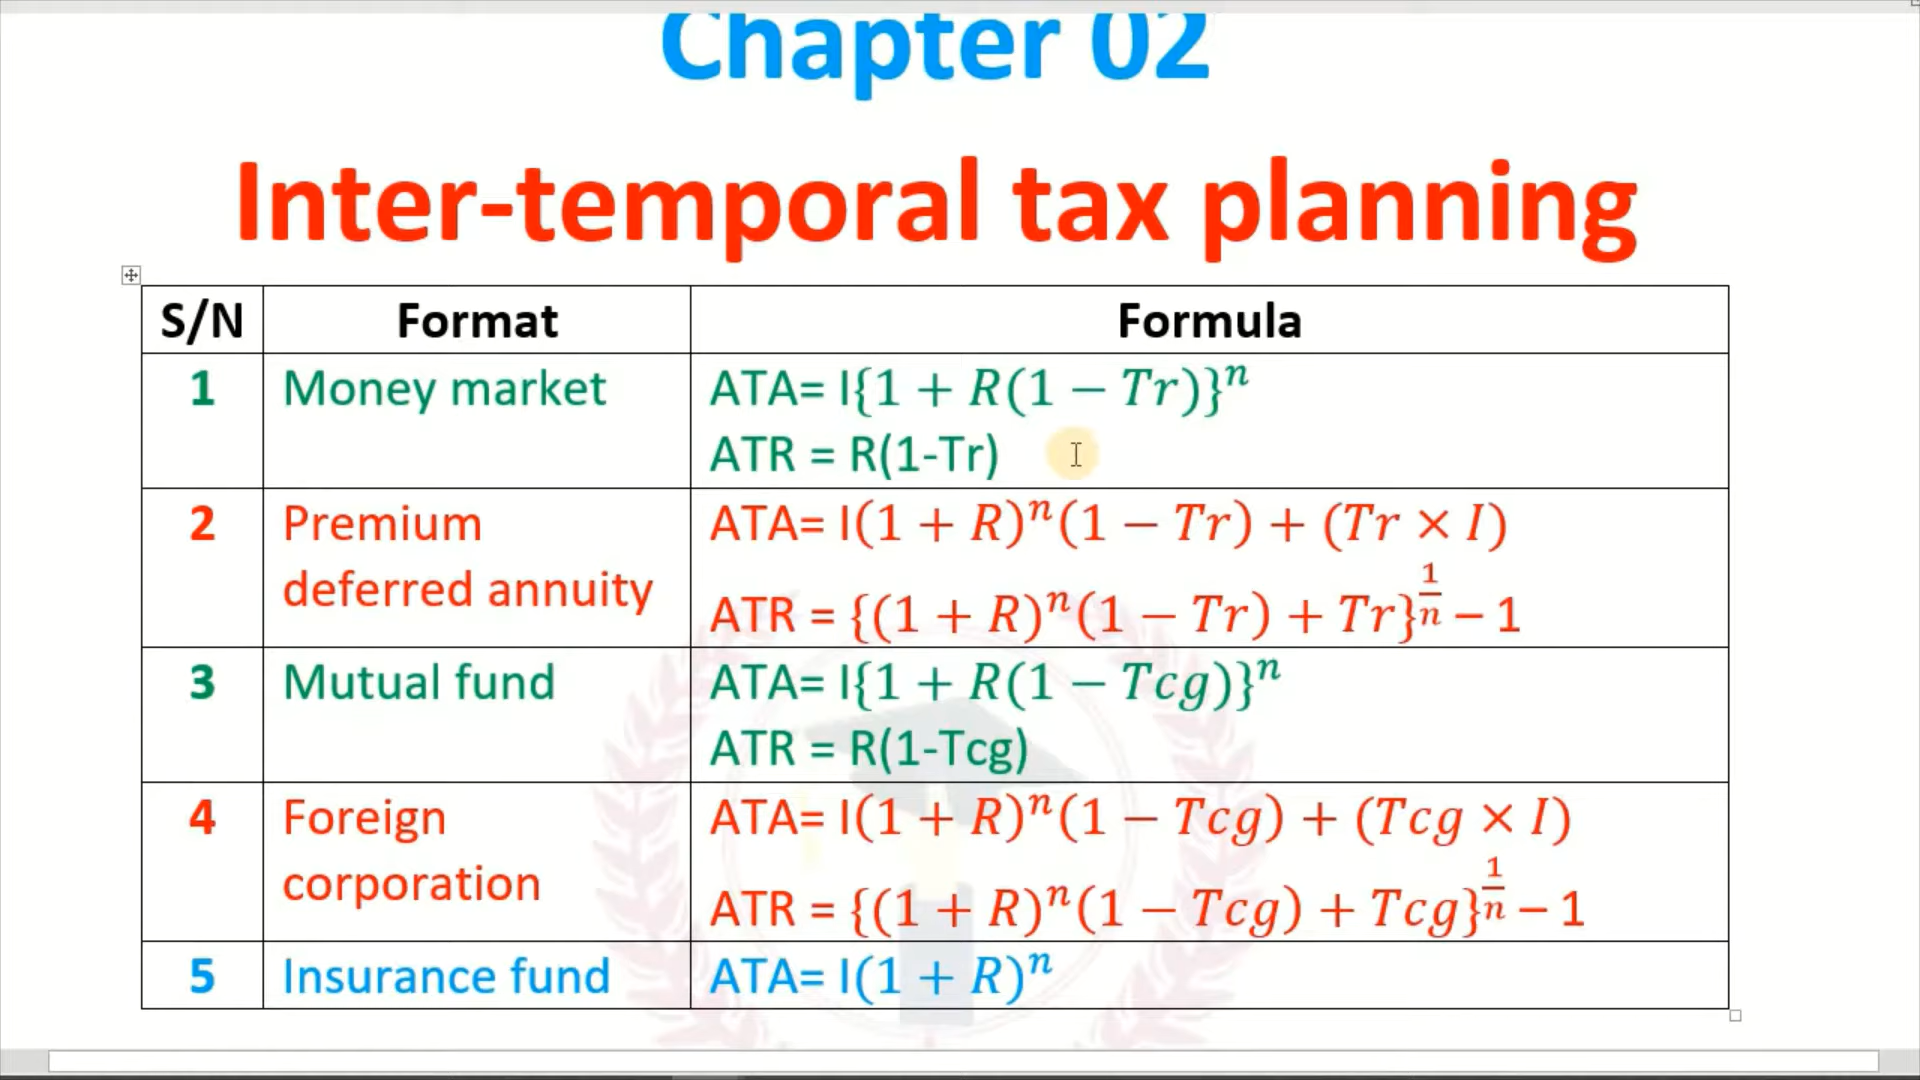 Chapter 02
Inter-temporal tax planning
S/N Format Formula
1 Money market ATA= I{1 + R(1 − Tr)}ⁿ
ATR = R(1-Tr)
2 Premium deferred annuity ATA= I(1 + R)ⁿ(1 − Tr) + (Tr × I)
ATR = {(1 + R)ⁿ(1 − Tr) + Tr}^(1/n) − 1
3 Mutual fund ATA= I{1 + R(1 − Tcg)}ⁿ
ATR = R(1-Tcg)
4 Foreign corporation ATA= I(1 + R)ⁿ(1 − Tcg) + (Tcg × I)
ATR = {(1 + R)ⁿ(1 − Tcg) + Tcg}^(1/n) − 1
5 Insurance fund ATA= I(1 + R)ⁿ